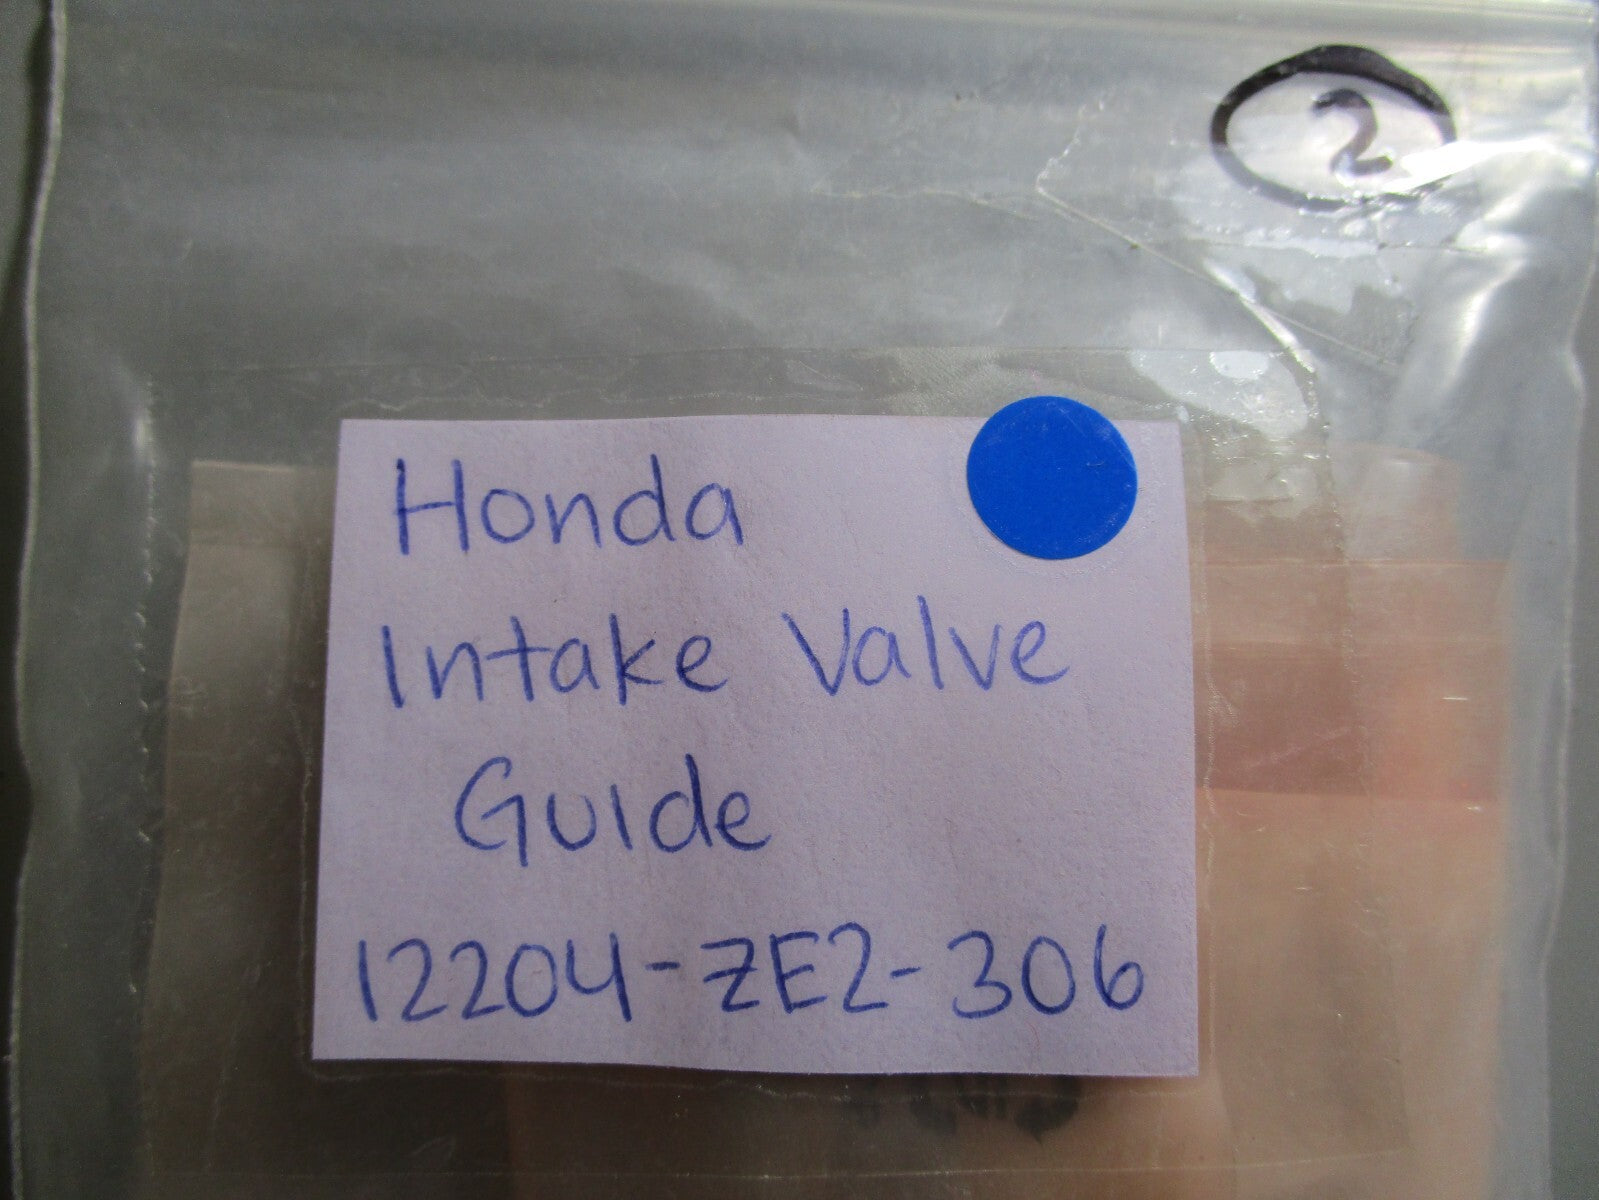 2
Honda
Intake Valve
Guide
12204-ZE2-306